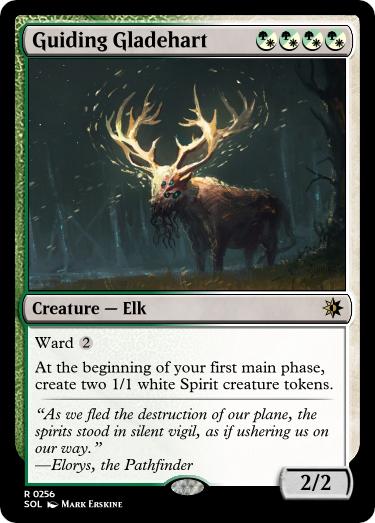 Guiding Gladehart
Creature — Elk
Ward 2
At the beginning of your first main phase,
create two 1/1 white Spirit creature tokens.
“As we fled the destruction of our plane, the
spirits stood in silent vigil, as if ushering us on
our way.”
—Elorys, the Pathfinder
2/2
R 0256
SOL Mark Erskine